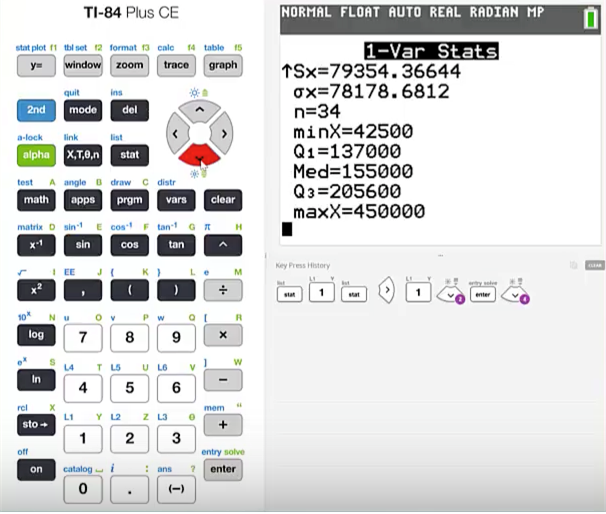 TI-84 Plus CE
stat plot f1 tbl set f2 format f3 calc f4 table f5
y= window zoom trace graph
quit ins
2nd mode del
a-lock link list
alpha X,T,θ,n stat
test A angle B draw C distr
math apps prgm vars clear
matrix D sin-1 E cos-1 F tan-1 G π H
x-1 sin cos tan ^
√ I EE J { K } L e M
x2 , ( ) ÷
10x N u O v P w Q [ R
log 7 8 9 ×
ex S L4 T L5 U L6 V ] W
ln 4 5 6 −
rcl X L1 Y L2 Z L3 θ mem "
sto→ 1 2 3 +
off catalog i : ans ? entry solve
on 0 . (−) enter
NORMAL FLOAT AUTO REAL RADIAN MP
1-Var Stats
↑Sx=79354.36644
σx=78178.6812
n=34
minX=42500
Q1=137000
Med=155000
Q3=205600
maxX=450000
Key Press History
CLEAR
list L1 Y list L1 Y entry solve
stat 1 stat > 1 enter